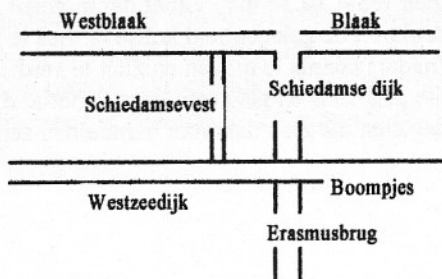 Westblaak
Blaak
Schiedamsevest
Schiedamse dijk
Westzeedijk
Boompjes
Erasmusbrug